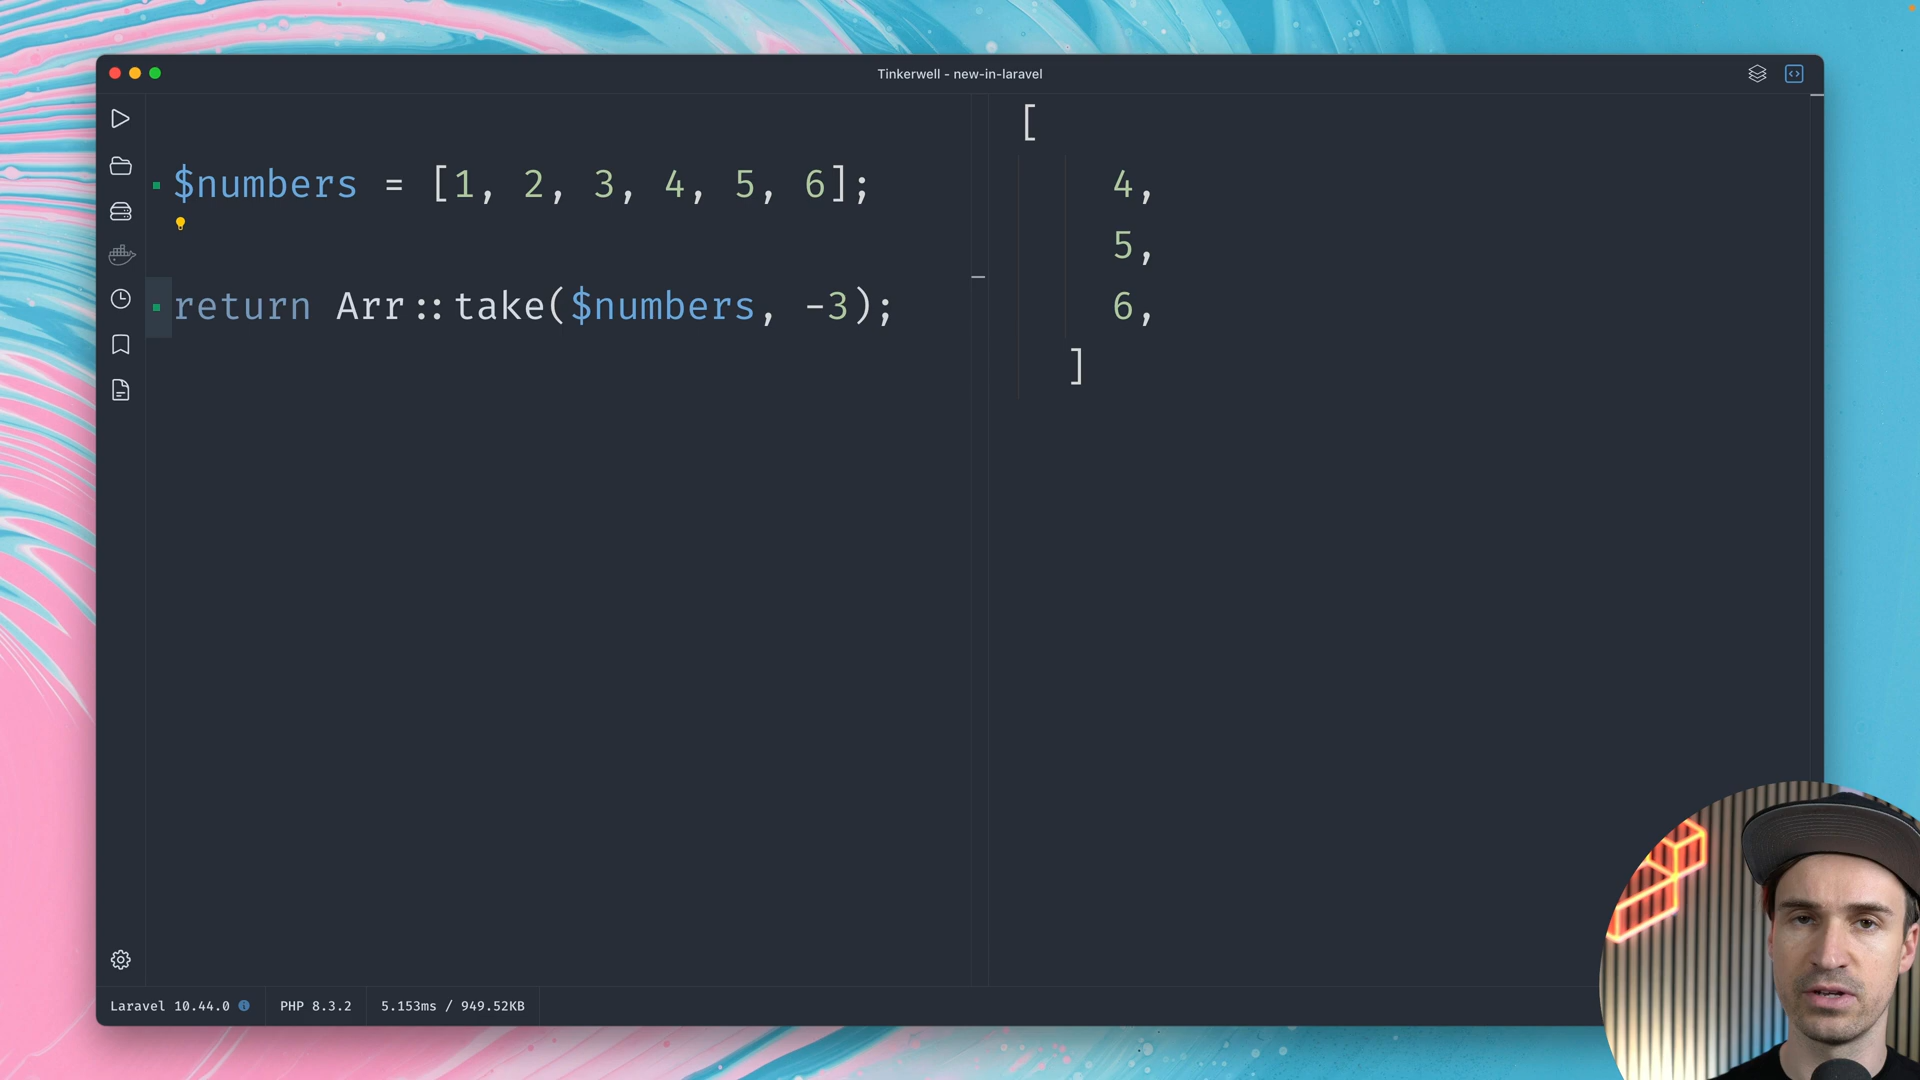 Tinkerwell - new-in-laravel
$numbers = [1, 2, 3, 4, 5, 6];
return Arr::take($numbers, -3);
[
4,
5,
6,
]
Laravel 10.44.0
PHP 8.3.2
5.153ms / 949.52KB